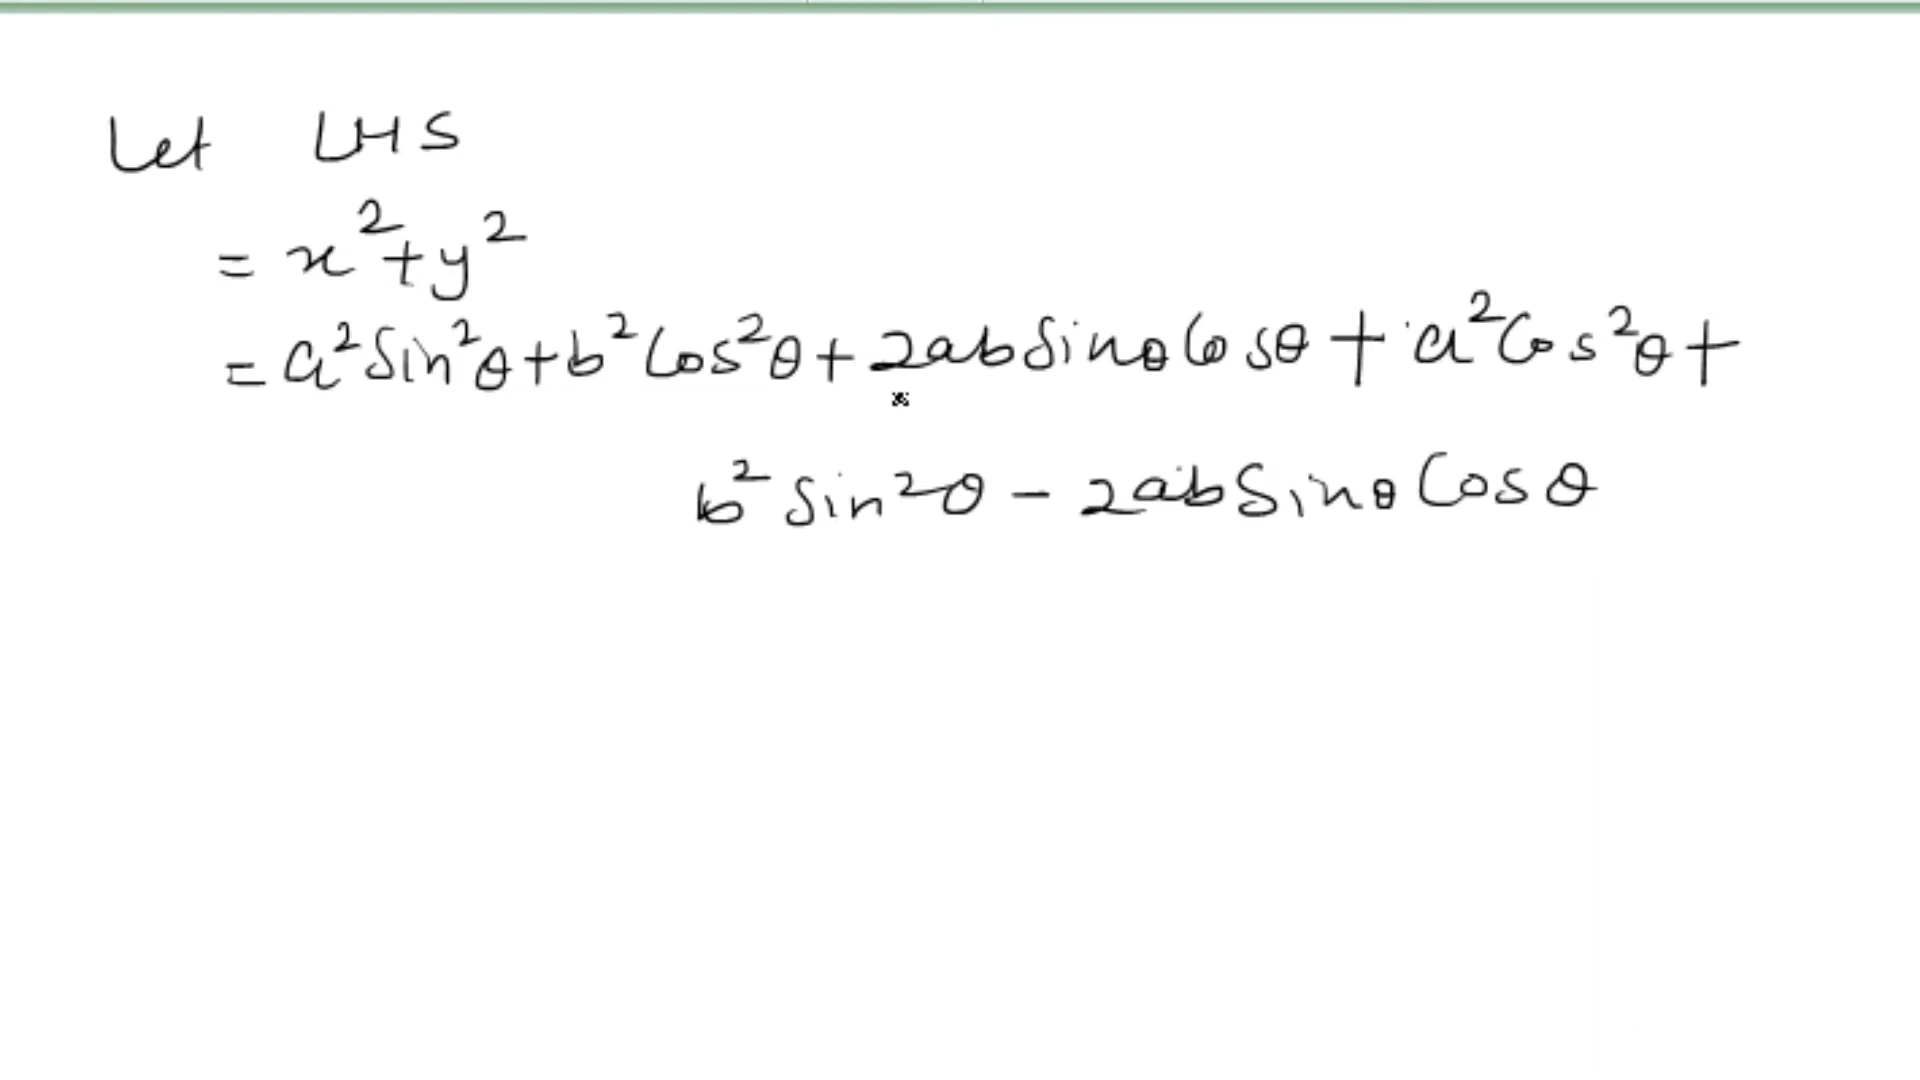 Let LHS
= x²+y²
= a²Sin²θ+b²Cos²θ+2abSinθCosθ+a²Cos²θ+
b²Sin²θ-2abSinθCosθ